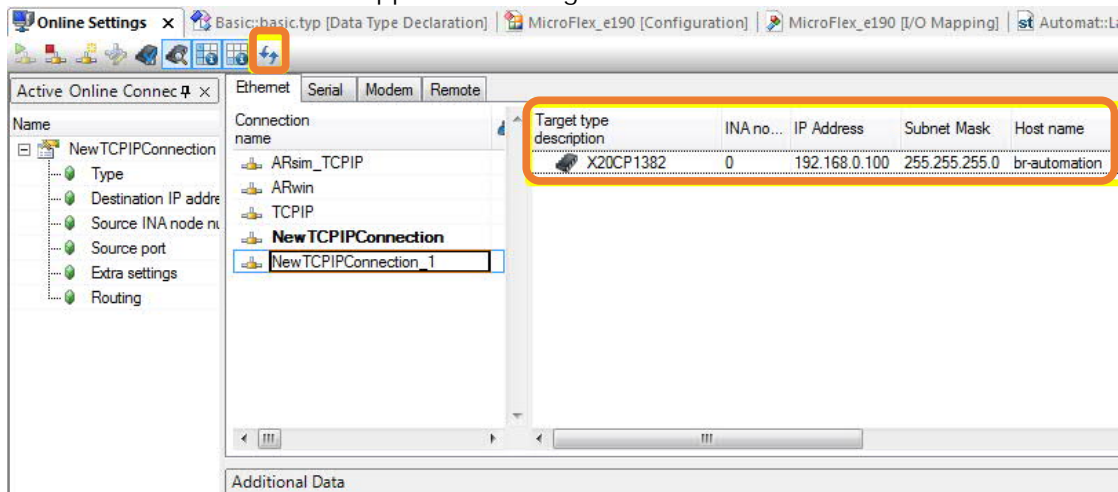 Online Settings x Basic::basic.typ [Data Type Declaration] MicroFlex_e190 [Configuration] MicroFlex_e190 [I/O Mapping] st Automat::La
Active Online Connec
Ethernet Serial Modem Remote
Name
NewTCPIPConnection
Type
Destination IP addre
Source INA node nu
Source port
Extra settings
Routing
Connection
name
ARsim_TCPIP
ARwin
TCPIP
NewTCPIPConnection
NewTCPIPConnection_1
Target type
description INA no... IP Address Subnet Mask Host name
X20CP1382 0 192.168.0.100 255.255.255.0 br-automation
Additional Data